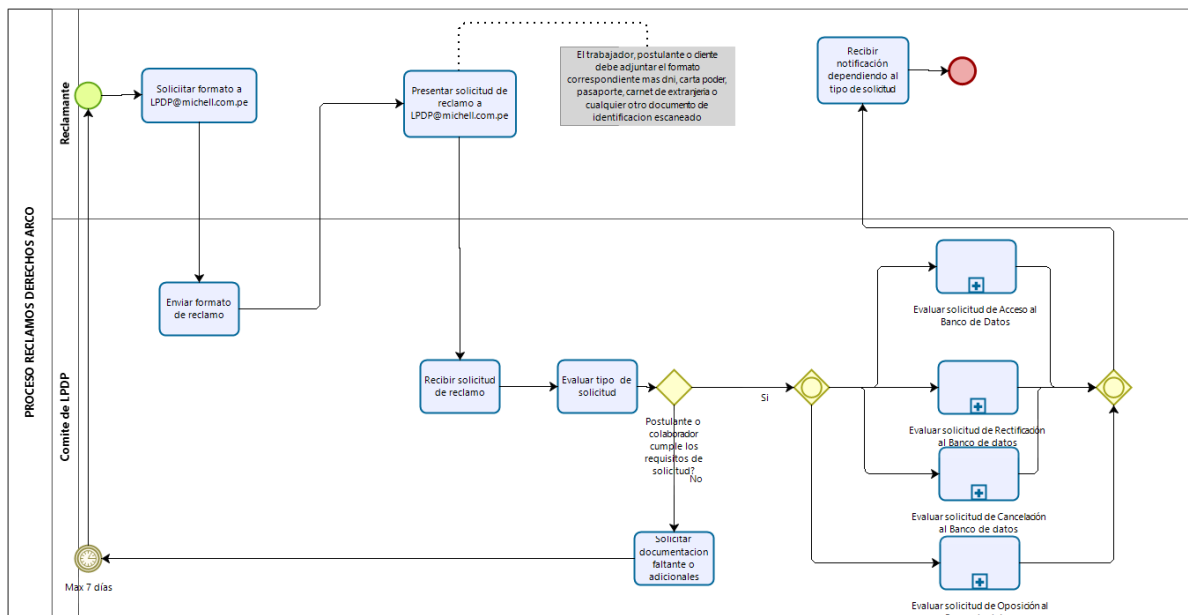 PROCESO RECLAMOS DERECHOS ARCO
Reclamante
Soliciitar formato a
LPDP@michell.com.pe
Presentar solicitud de
reclamo a
LPDP@michell.com.pe
El trabajador, postulante o cliente
debe adjuntar el formato
correspondiente mas dni, carta poder,
pasaporte, carnet de extranjería o
cualquier otro documento de
identificacion escaneado
Recibir
notificación
dependiendo al
tipo de solicitud
Comite de LPDP
Enviar formato
de reclamo
Recibir solicitud
de reclamo
Evaluar tipo de
solicitud
Postulante o
colaborador
cumple los
requisitos de
solicitud?
Si
No
Solicitar
documentacion
faltante o
adicionales
Max 7 días
Evaluar solicitud de Acceso al
Banco de Datos
Evaluar solicitud de Rectificación
al Banco de datos
Evaluar solicitud de Cancelación
al Banco de datos
Evaluar solicitud de Oposición al